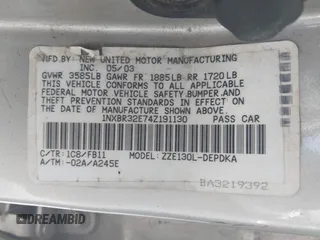 MFD.BY: NEW UNITED MOTOR MANUFACTURING
INC. 05/03
GVWR 3585LB GAWR FR 1885LB RR 1720LB
THIS VEHICLE CONFORMS TO ALL APPLICABLE
FEDERAL MOTOR VEHICLE SAFETY,BUMPER,AND
THEFT PREVENTION STANDARDS IN EFFECT ON
THE DATE OF MANUFACTURE SHOWN ABOVE.
1NXBR32E74Z191130 PASS CAR
C/TR: 1C8/FB11 MODEL: ZZE130L-DEPDKA
A/TM: -02A/A245E
BA3219392
DREAMBID